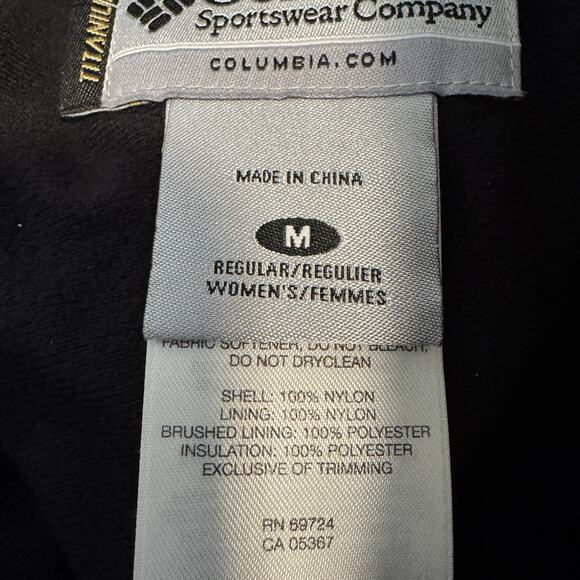 TITANIU
Sportswear Company
COLUMBIA.COM
MADE IN CHINA
M
REGULAR/REGULIER
WOMEN'S/FEMMES
FABRIC SOFTENER, DO NOT BLEACH,
DO NOT DRYCLEAN
SHELL: 100% NYLON
LINING: 100% NYLON
BRUSHED LINING: 100% POLYESTER
INSULATION: 100% POLYESTER
EXCLUSIVE OF TRIMMING
RN 69724
CA 05367